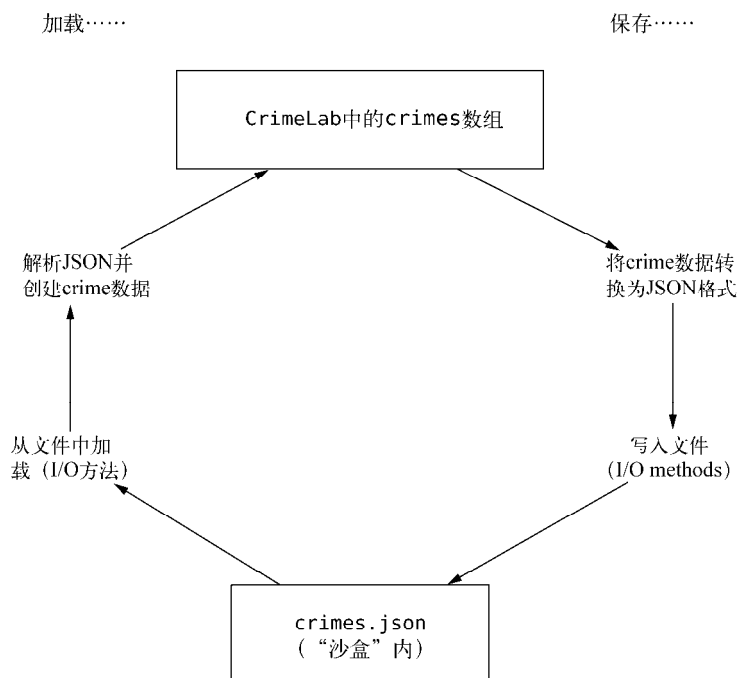 加载……
保存……
CrimeLab中的crimes数组
解析JSON并
创建crime数据
将crime数据转
换为JSON格式
从文件中加
载（I/O方法）
写入文件
（I/O methods）
crimes.json
（“沙盒”内）